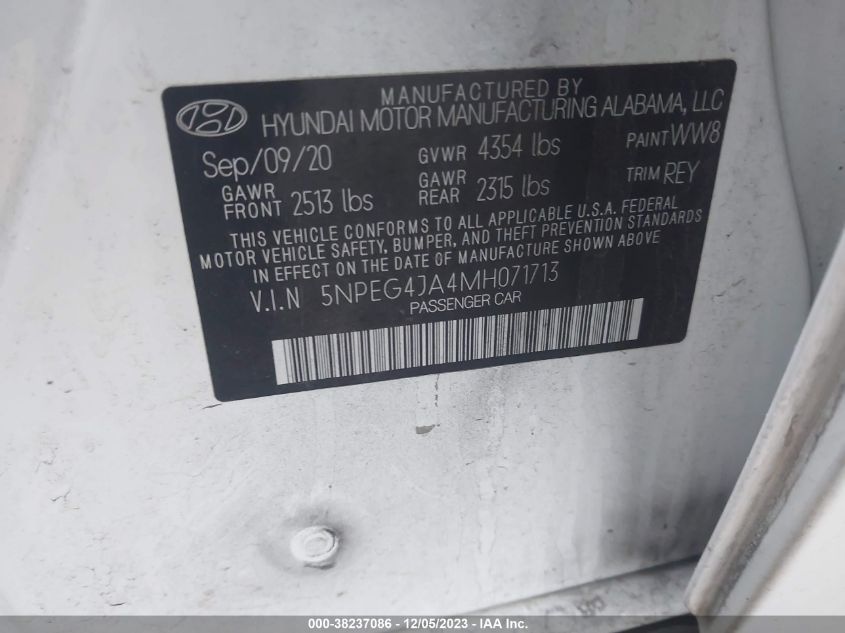 MANUFACTURED BY
HYUNDAI MOTOR MANUFACTURING ALABAMA, LLC
Sep/09/20 GVWR 4354 lbs PAINT WW8
GAWR FRONT 2513 lbs GAWR REAR 2315 lbs TRIM REY
THIS VEHICLE CONFORMS TO ALL APPLICABLE U.S.A. FEDERAL
MOTOR VEHICLE SAFETY, BUMPER, AND THEFT PREVENTION STANDARDS
IN EFFECT ON THE DATE OF MANUFACTURE SHOWN ABOVE
V.I.N 5NPEG4JA4MH071713
PASSENGER CAR
000-38237086 - 12/05/2023 - IAA Inc.